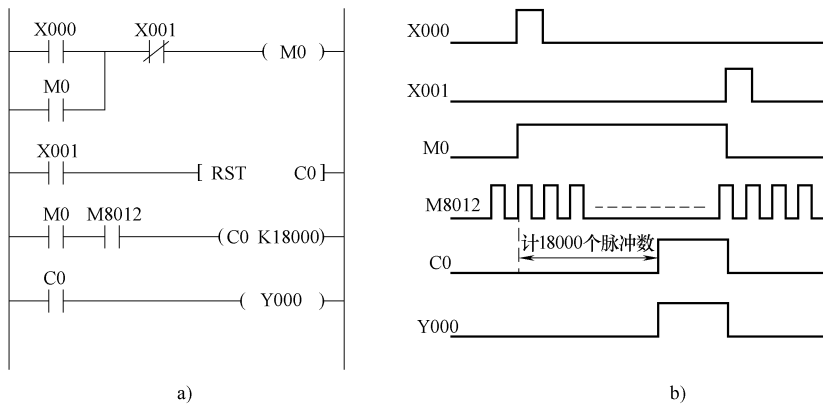 X000 X001
( M0 )
M0
X001
[ RST C0 ]
M0 M8012
(C0 K18000)
C0
( Y000 )
a)
X000
X001
M0
M8012
计18000个脉冲数
C0
Y000
b)